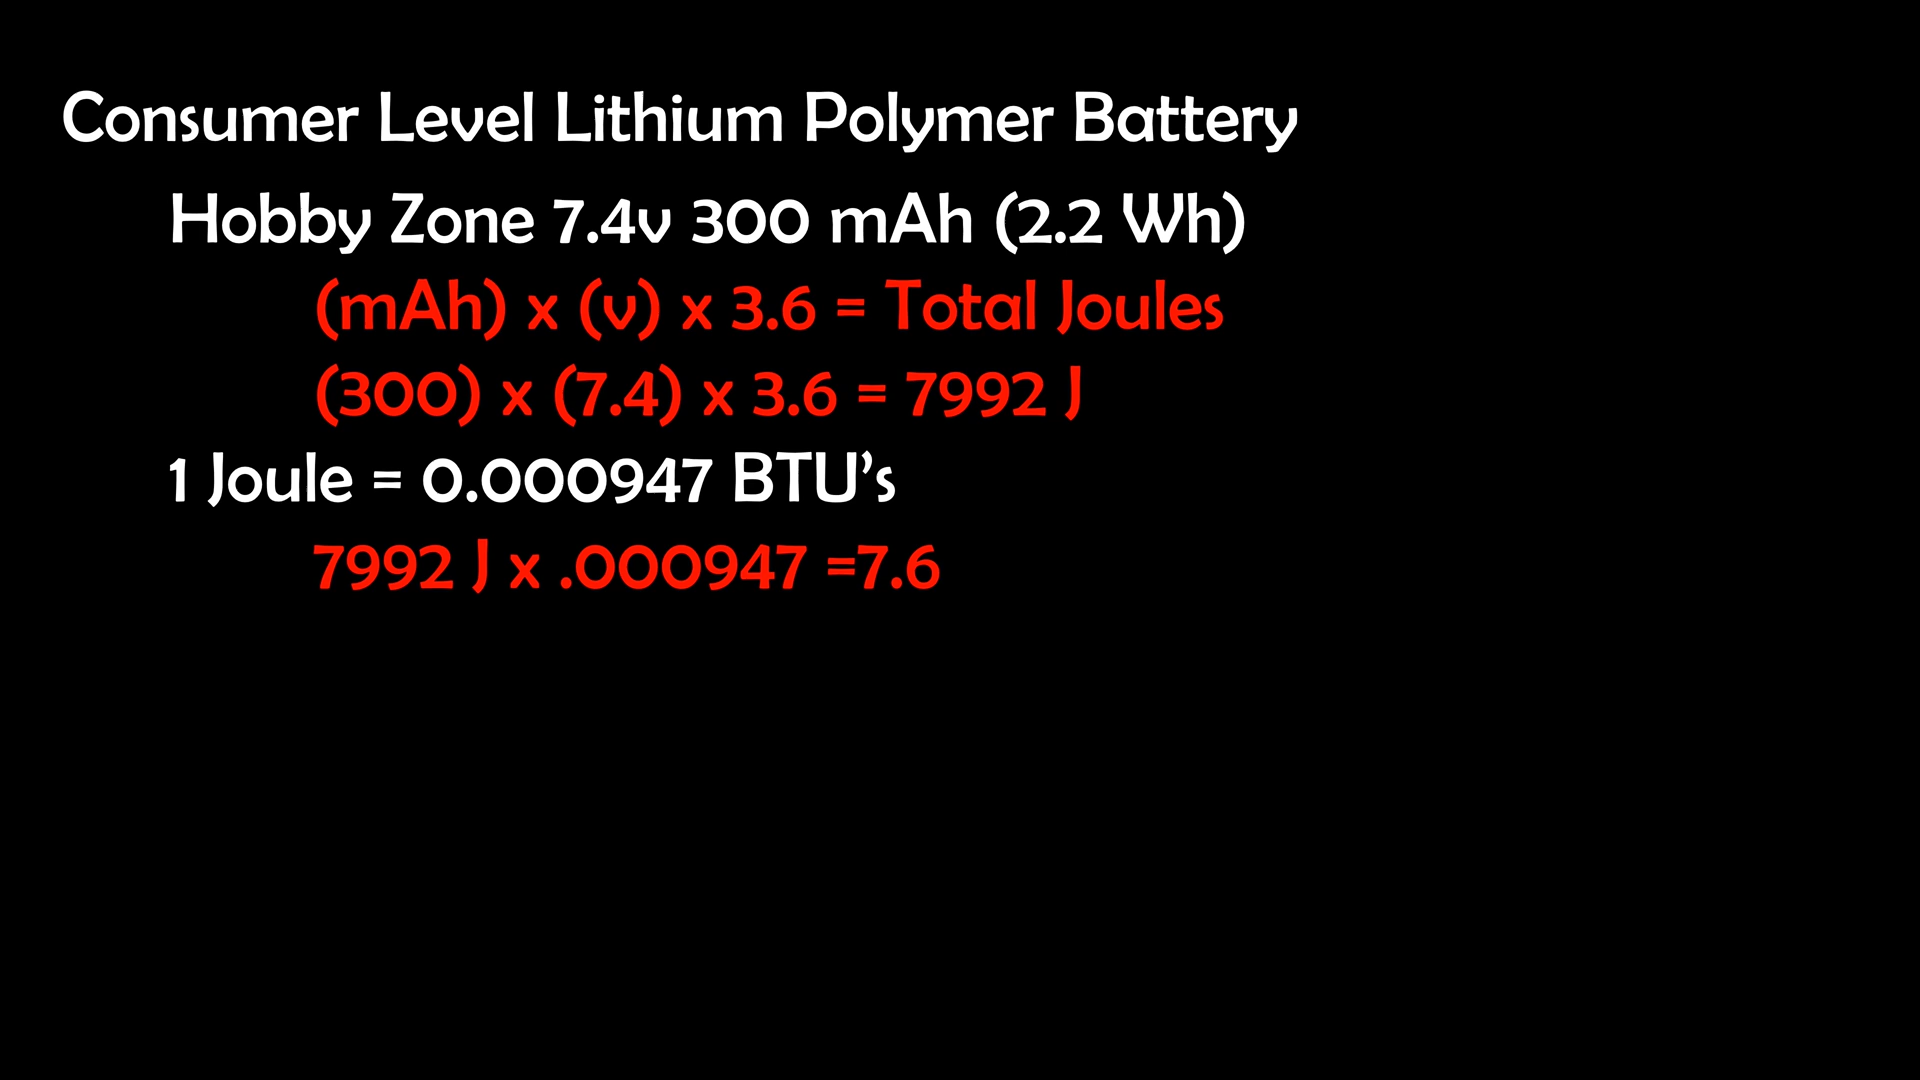 Consumer Level Lithium Polymer Battery
Hobby Zone 7.4v 300 mAh (2.2 Wh)
(mAh) x (v) x 3.6 = Total Joules
(300) x (7.4) x 3.6 = 7992 J
1 Joule = 0.000947 BTU’s
7992 J x .000947 =7.6